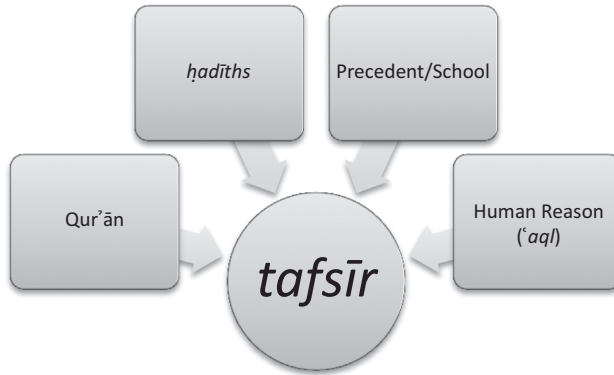 ḥadīths
Precedent/School
Qurʾān
Human Reason
(ʿaql)
tafsīr